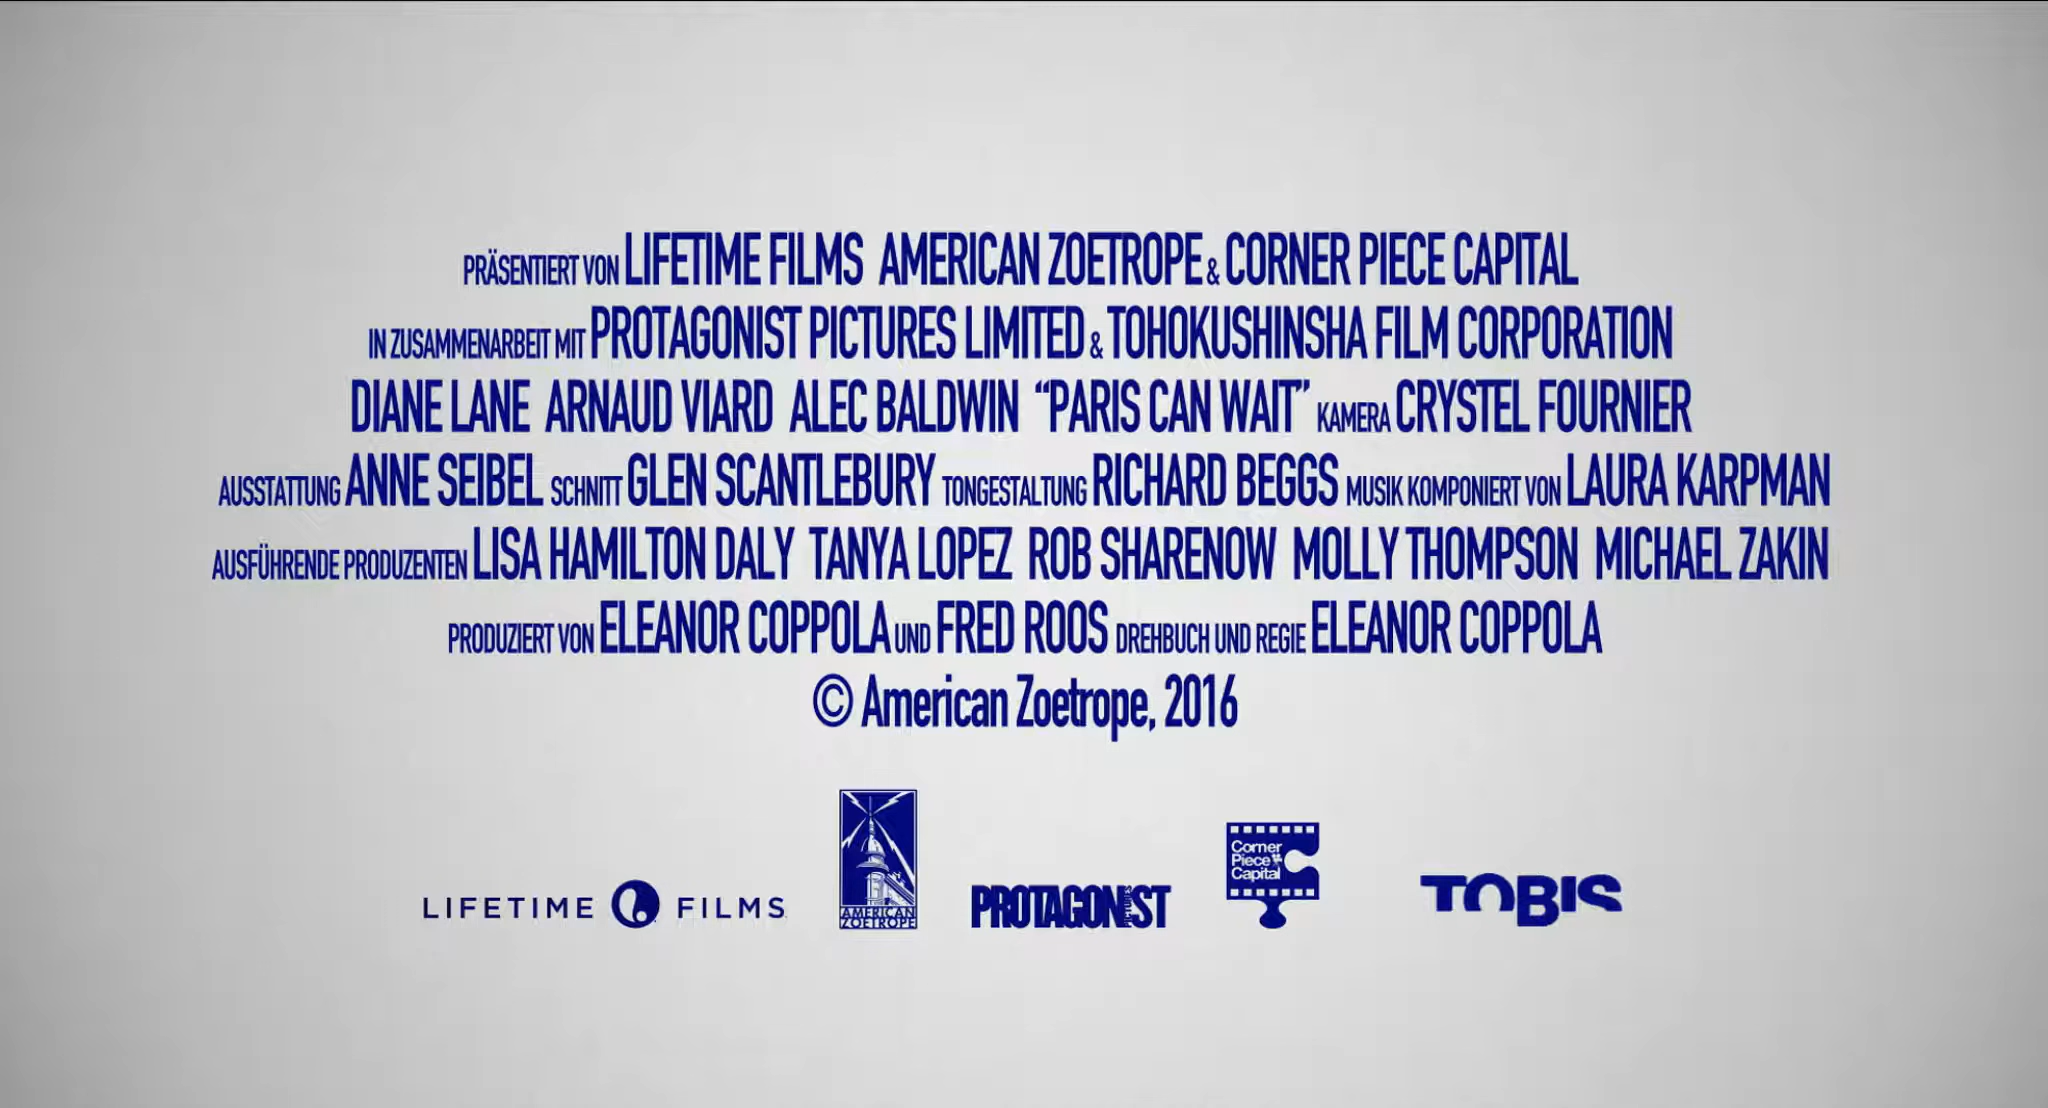 PRÄSENTIERT VON LIFETIME FILMS AMERICAN ZOETROPE & CORNER PIECE CAPITAL
IN ZUSAMMENARBEIT MIT PROTAGONIST PICTURES LIMITED & TOHOKUSHINSHA FILM CORPORATION
DIANE LANE ARNAUD VIARD ALEC BALDWIN “PARIS CAN WAIT” KAMERA CRYSTEL FOURNIER
AUSSTATTUNG ANNE SEIBEL SCHNITT GLEN SCANTLEBURY TONGESTALTUNG RICHARD BEGGS MUSIK KOMPONIERT VON LAURA KARPMAN
AUSFÜHRENDE PRODUZENTEN LISA HAMILTON DALY TANYA LOPEZ ROB SHARENOW MOLLY THOMPSON MICHAEL ZAKIN
PRODUZIERT VON ELEANOR COPPOLA UND FRED ROOS DREHBUCH UND REGIE ELEANOR COPPOLA
© American Zoetrope, 2016
LIFETIME FILMS
AMERICAN
ZOETROPE
PROTAGONIST PICTURES
Corner
Piece
Capital
TOBIS